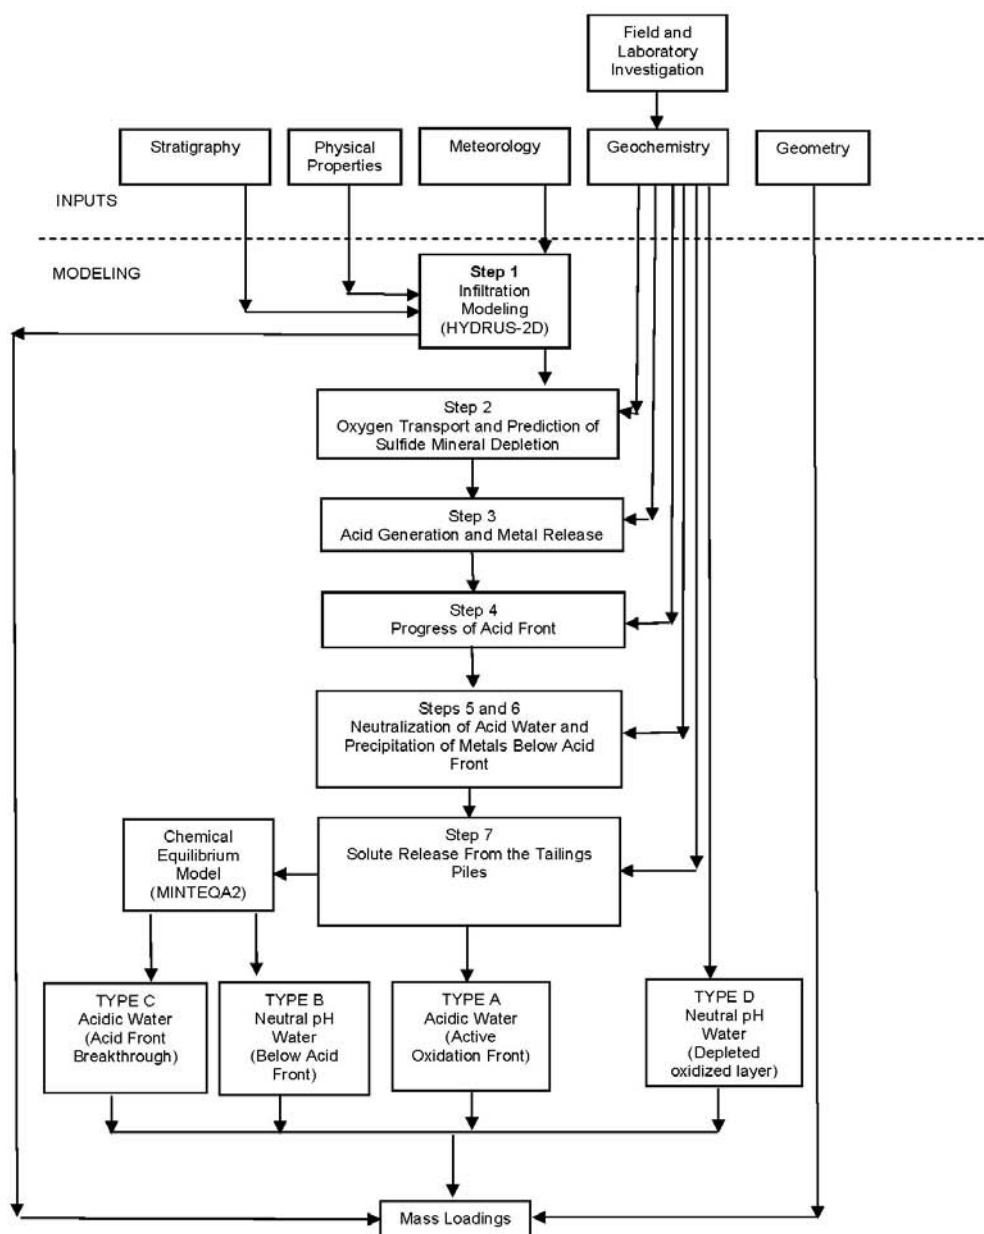 Field and
Laboratory
Investigation
Stratigraphy
Physical
Properties
Meteorology
Geochemistry
Geometry
INPUTS
MODELING
Step 1
Infiltration
Modeling
(HYDRUS-2D)
Step 2
Oxygen Transport and Prediction of
Sulfide Mineral Depletion
Step 3
Acid Generation and Metal Release
Step 4
Progress of Acid Front
Steps 5 and 6
Neutralization of Acid Water and
Precipitation of Metals Below Acid
Front
Step 7
Solute Release From the Tailings
Piles
Chemical
Equilibrium
Model
(MINTEQA2)
TYPE C
Acidic Water
(Acid Front
Breakthrough)
TYPE B
Neutral pH
Water
(Below Acid
Front)
TYPE A
Acidic Water
(Active
Oxidation Front)
TYPE D
Neutral pH
Water
(Depleted
oxidized layer)
Mass Loadings